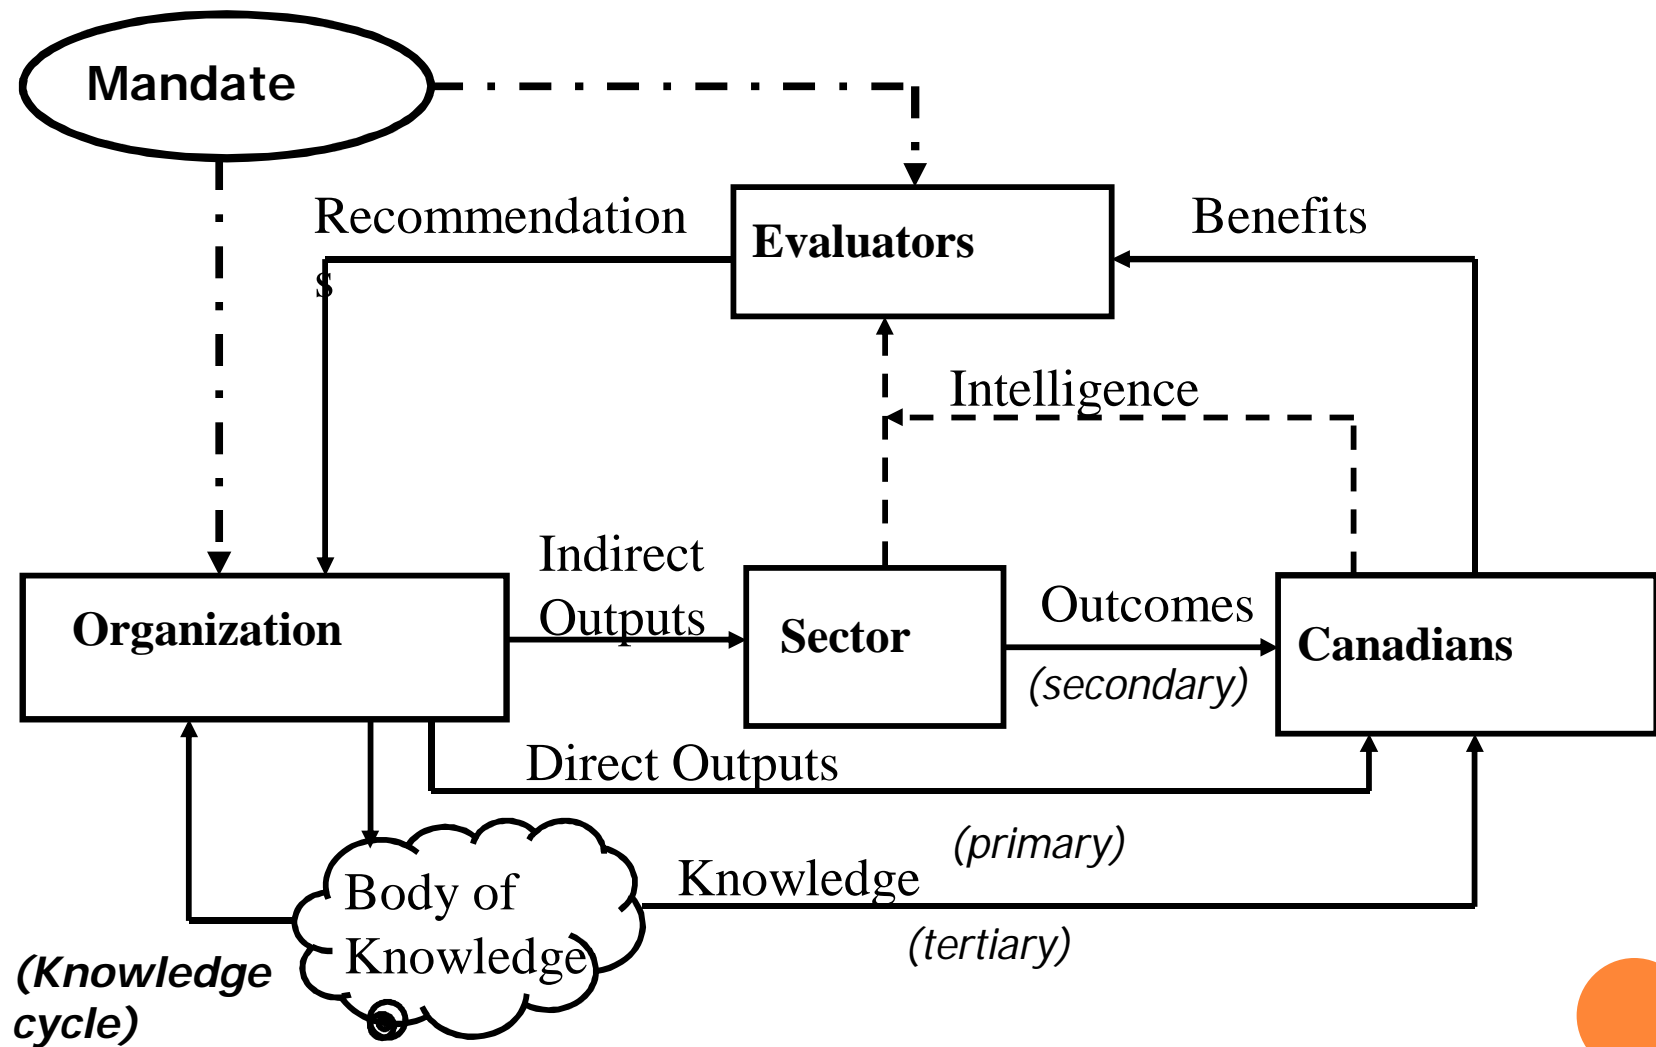 Mandate
Recommendation
s
Evaluators
Benefits
Intelligence
Indirect
Outputs
Organization
Sector
Outcomes
(secondary)
Canadians
Direct Outputs
(primary)
Body of
Knowledge
Knowledge
(tertiary)
(Knowledge
cycle)